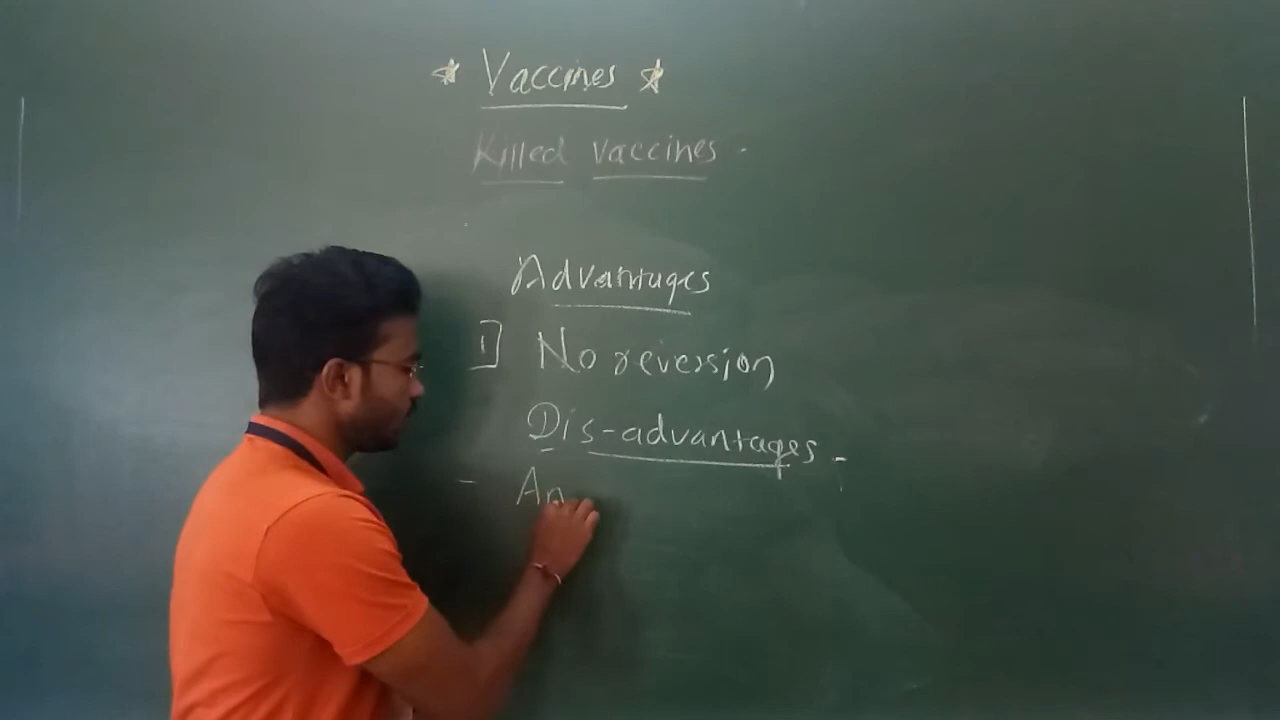 * Vaccines *
Killed vaccines.
Advantages
1] No reversion
Dis-advantages -
- An